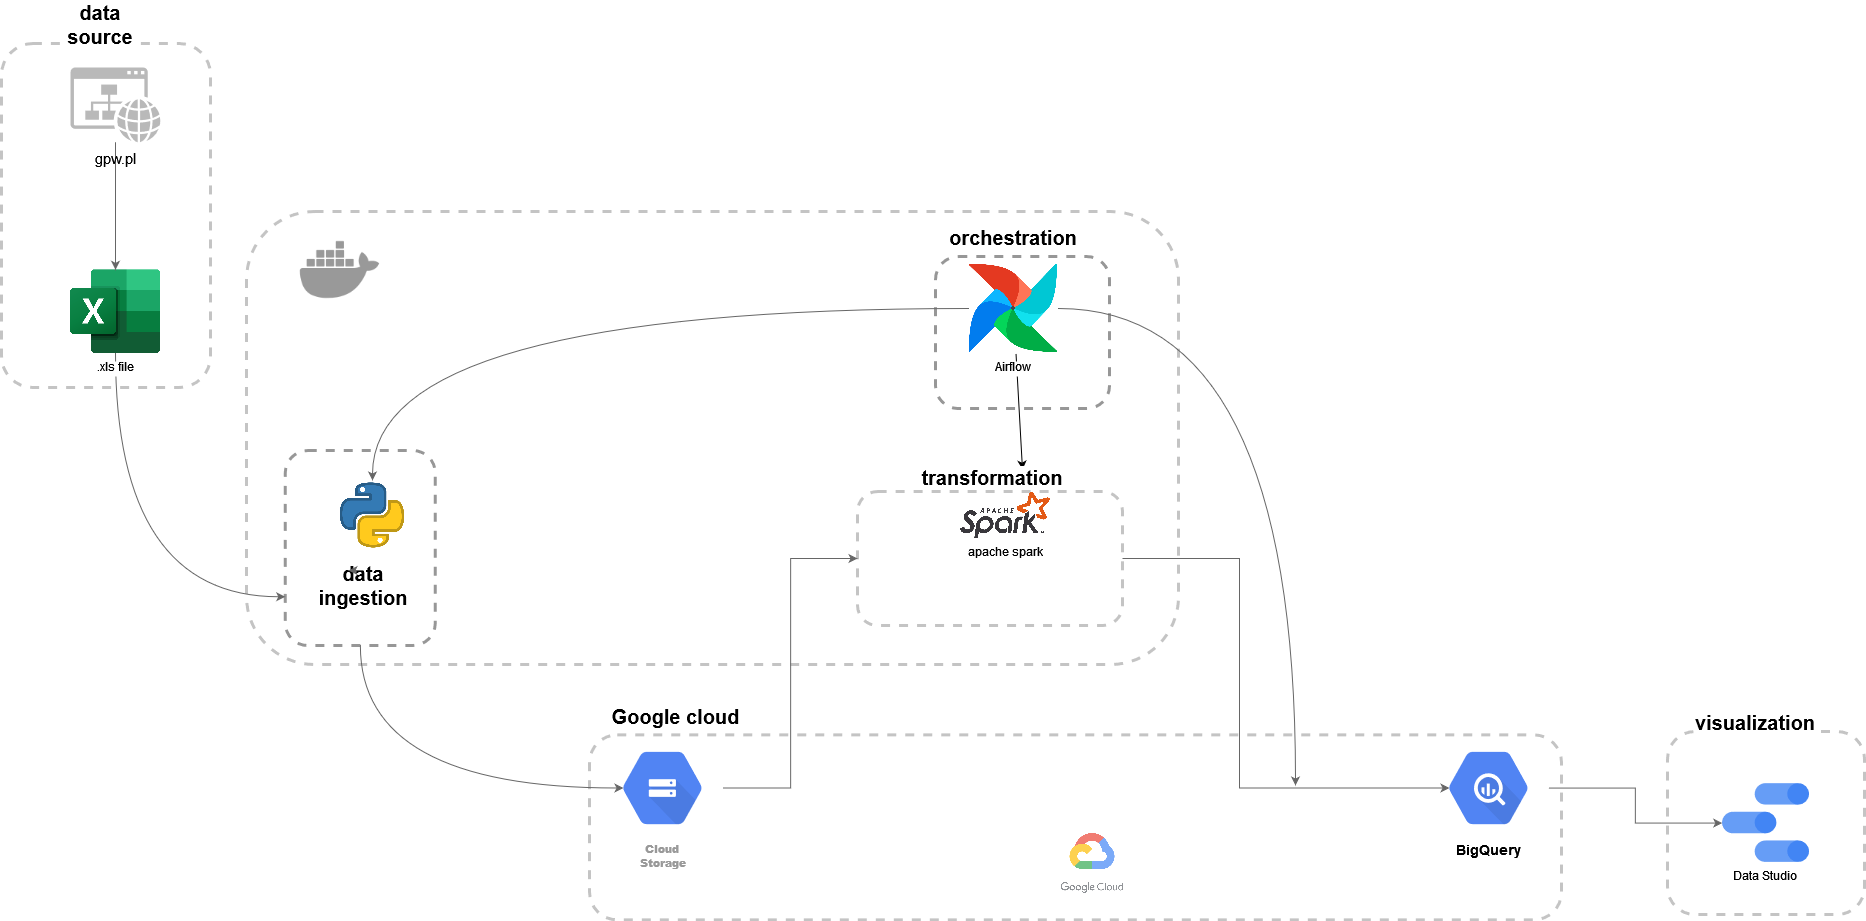 data
source
gpw.pl
X
.xls file
orchestration
Airflow
transformation
APACHE
Spark
apache spark
data
ingestion
Google cloud
Cloud
Storage
Google Cloud
BigQuery
visualization
Data Studio